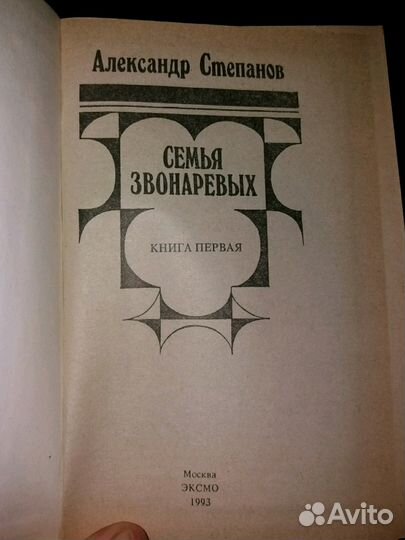 Александр Степанов
СЕМЬЯ
ЗВОНАРЕВЫХ
КНИГА ПЕРВАЯ
Москва
ЭКСМО
1993
Avito